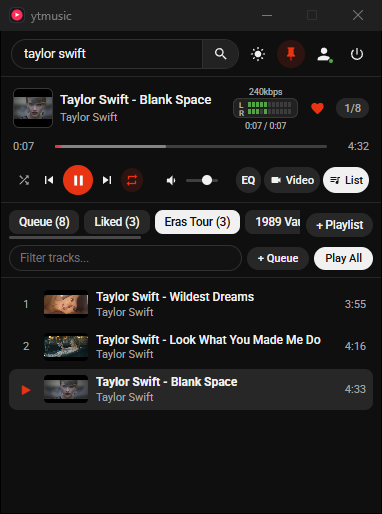 ytmusic
taylor swift
Taylor Swift - Blank Space
Taylor Swift
240kbps
L
R
0:07 / 0:07
1/8
0:07
4:32
EQ
Video
List
Queue (8)
Liked (3)
Eras Tour (3)
1989 Vau
+ Playlist
Filter tracks...
+ Queue
Play All
1
Taylor Swift - Wildest Dreams
Taylor Swift
3:55
2
Taylor Swift - Look What You Made Me Do
Taylor Swift
4:16
Taylor Swift - Blank Space
Taylor Swift
4:33